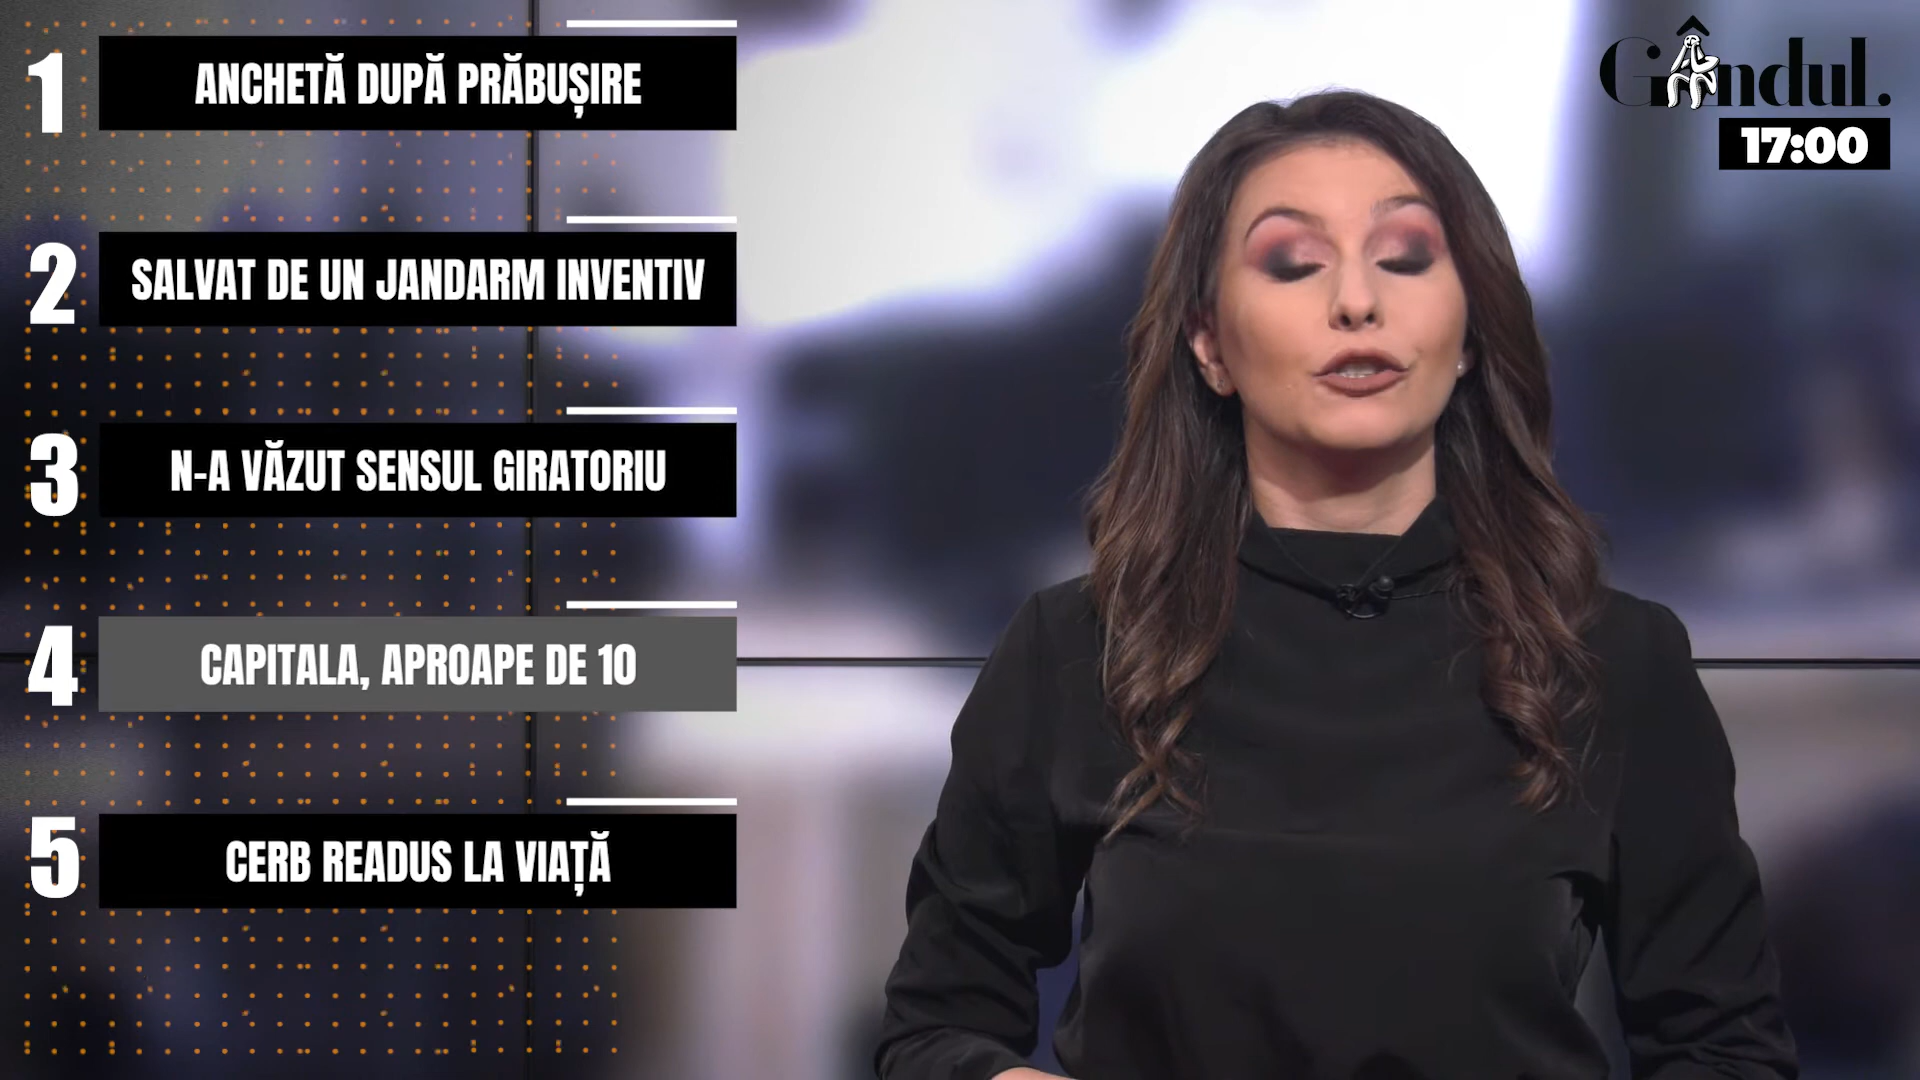 1
ANCHETĂ DUPĂ PRĂBUȘIRE
2
SALVAT DE UN JANDARM INVENTIV
3
N-A VĂZUT SENSUL GIRATORIU
4
CAPITALA, APROAPE DE 10
5
CERB READUS LA VIAȚĂ
Gândul.
17:00